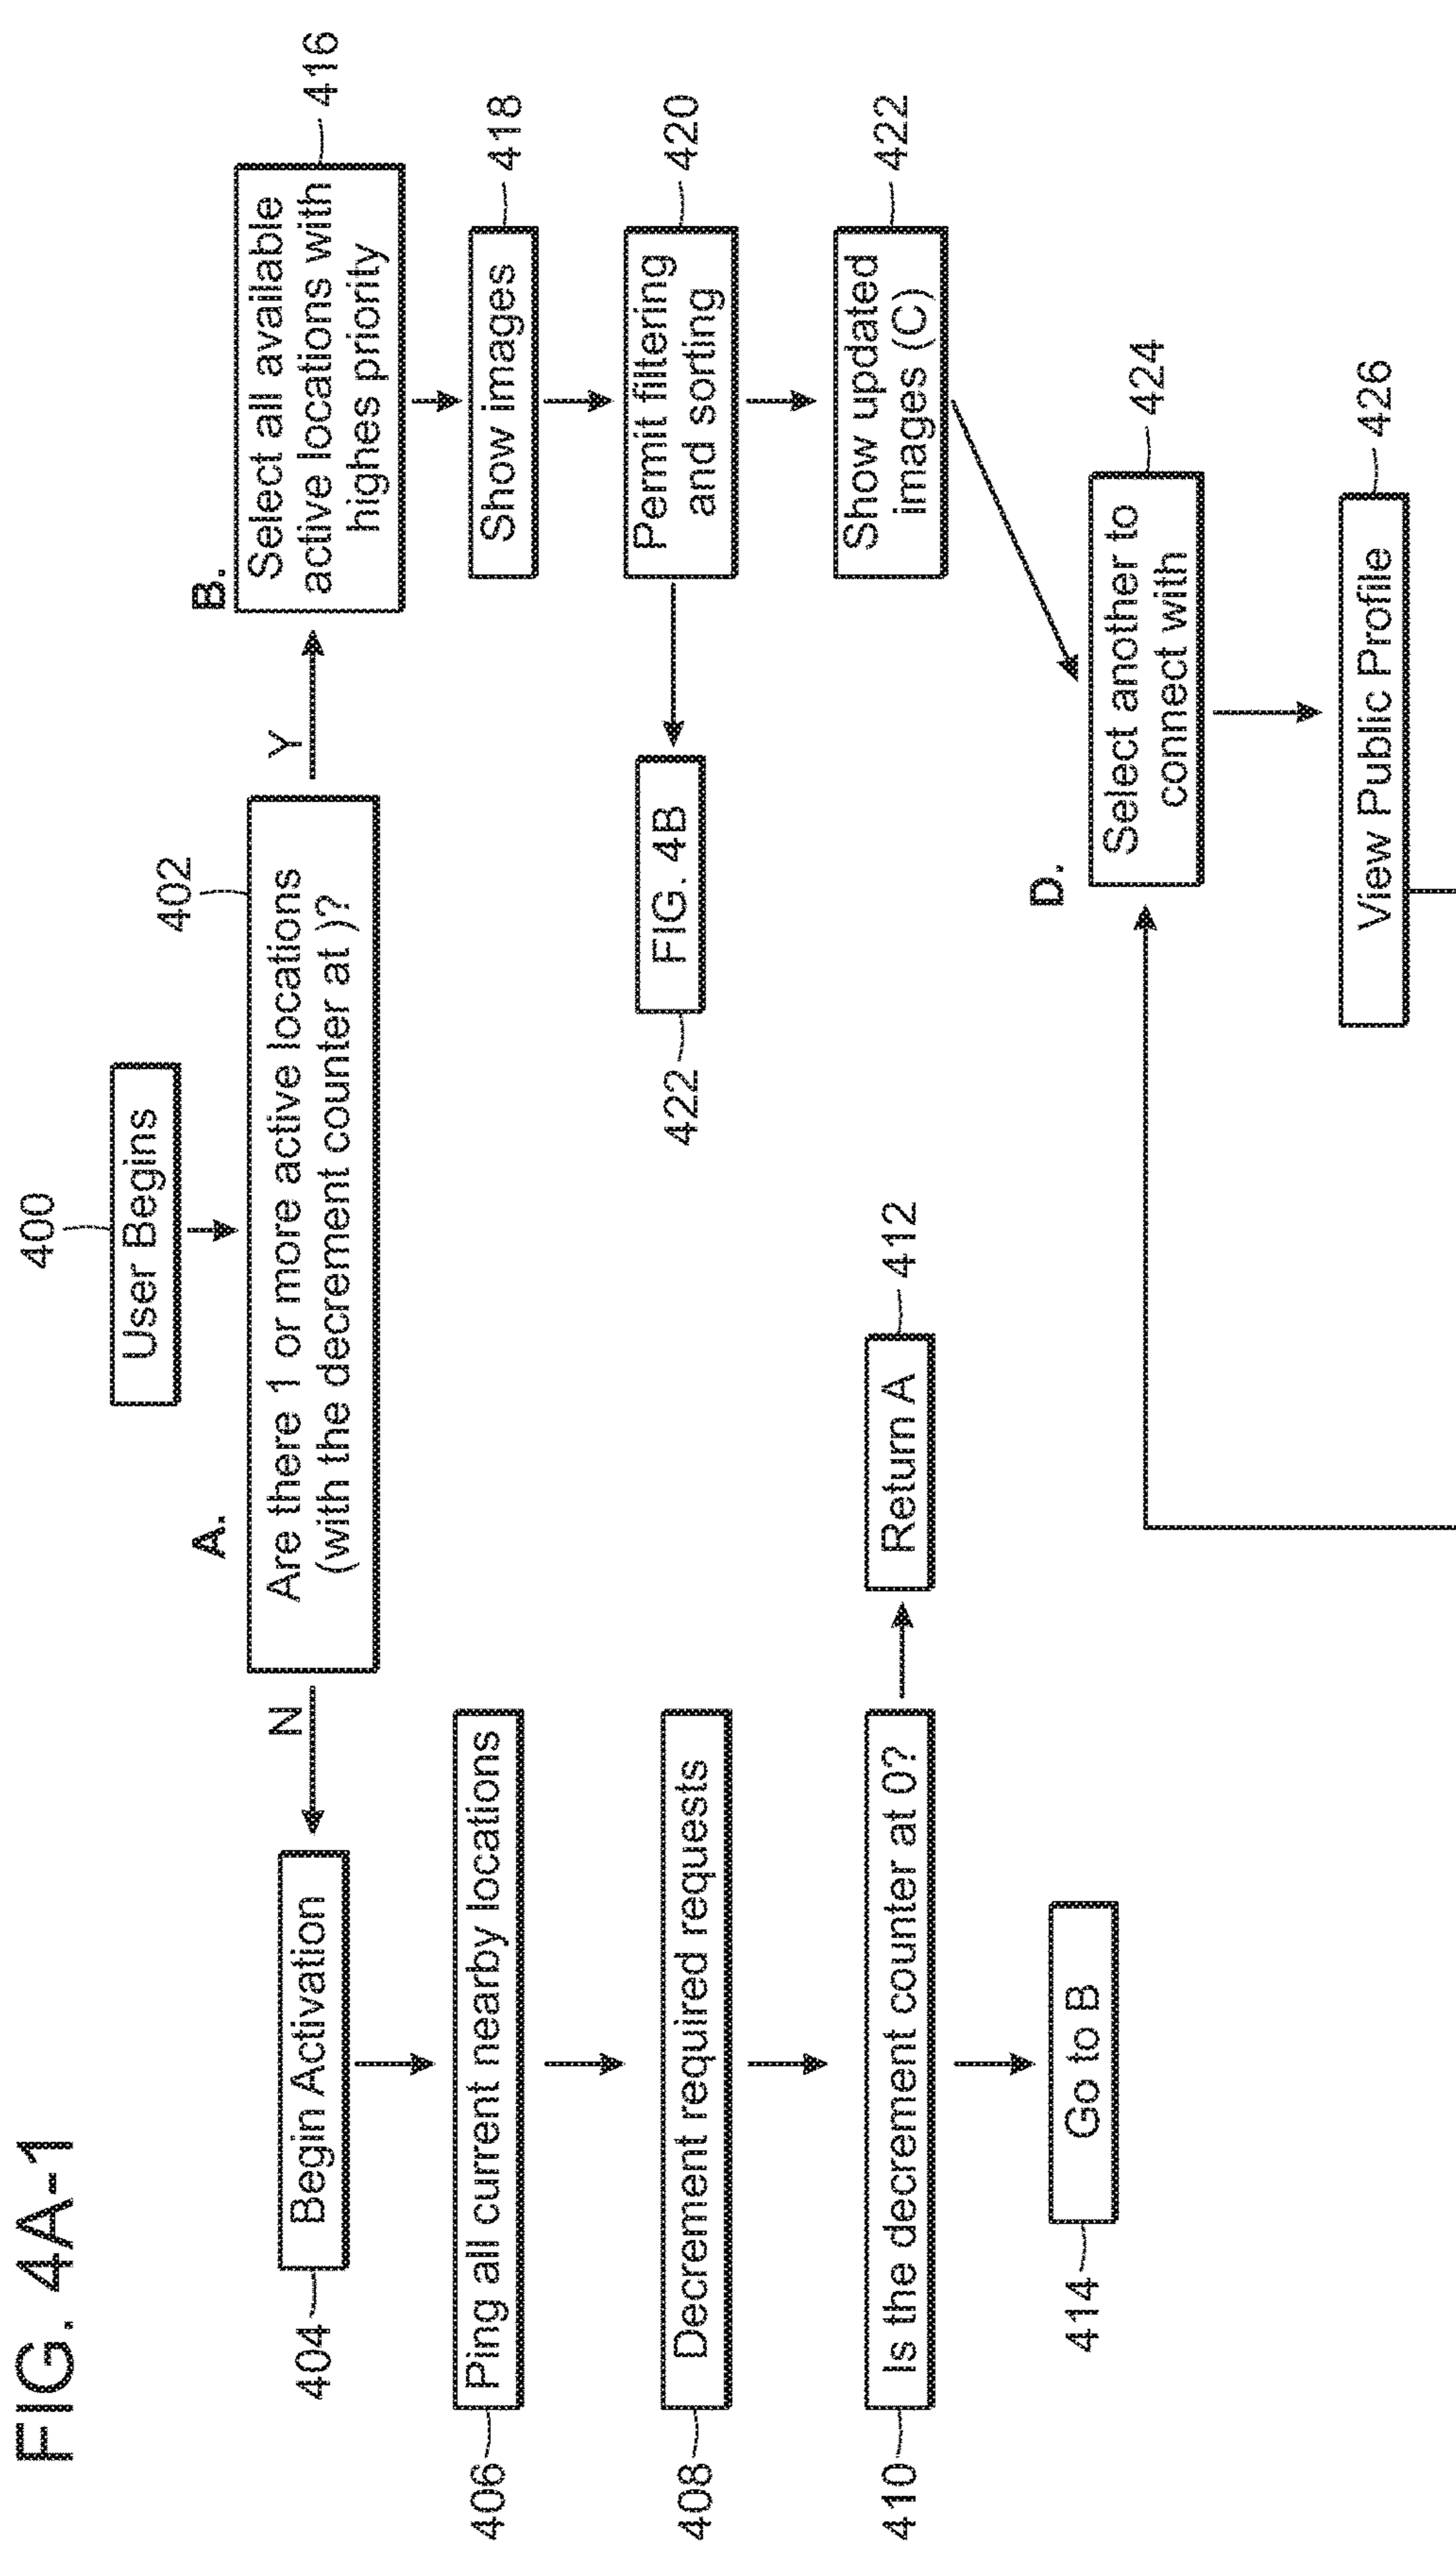 FIG. 4A-1
400
User Begins
402
A.
Are there 1 or more active locations
(with the decrement counter at )?
N
Y
404
Begin Activation
406
Ping all current nearby locations
408
Decrement required requests
410
Is the decrement counter at 0?
Return A
412
414
Go to B
B.
Select all available
active locations with
highes priority
416
Show images
418
Permit filtering
and sorting
420
422
FIG. 4B
Show updated
images (C)
422
D.
Select another to
connect with
424
View Public Profile
426